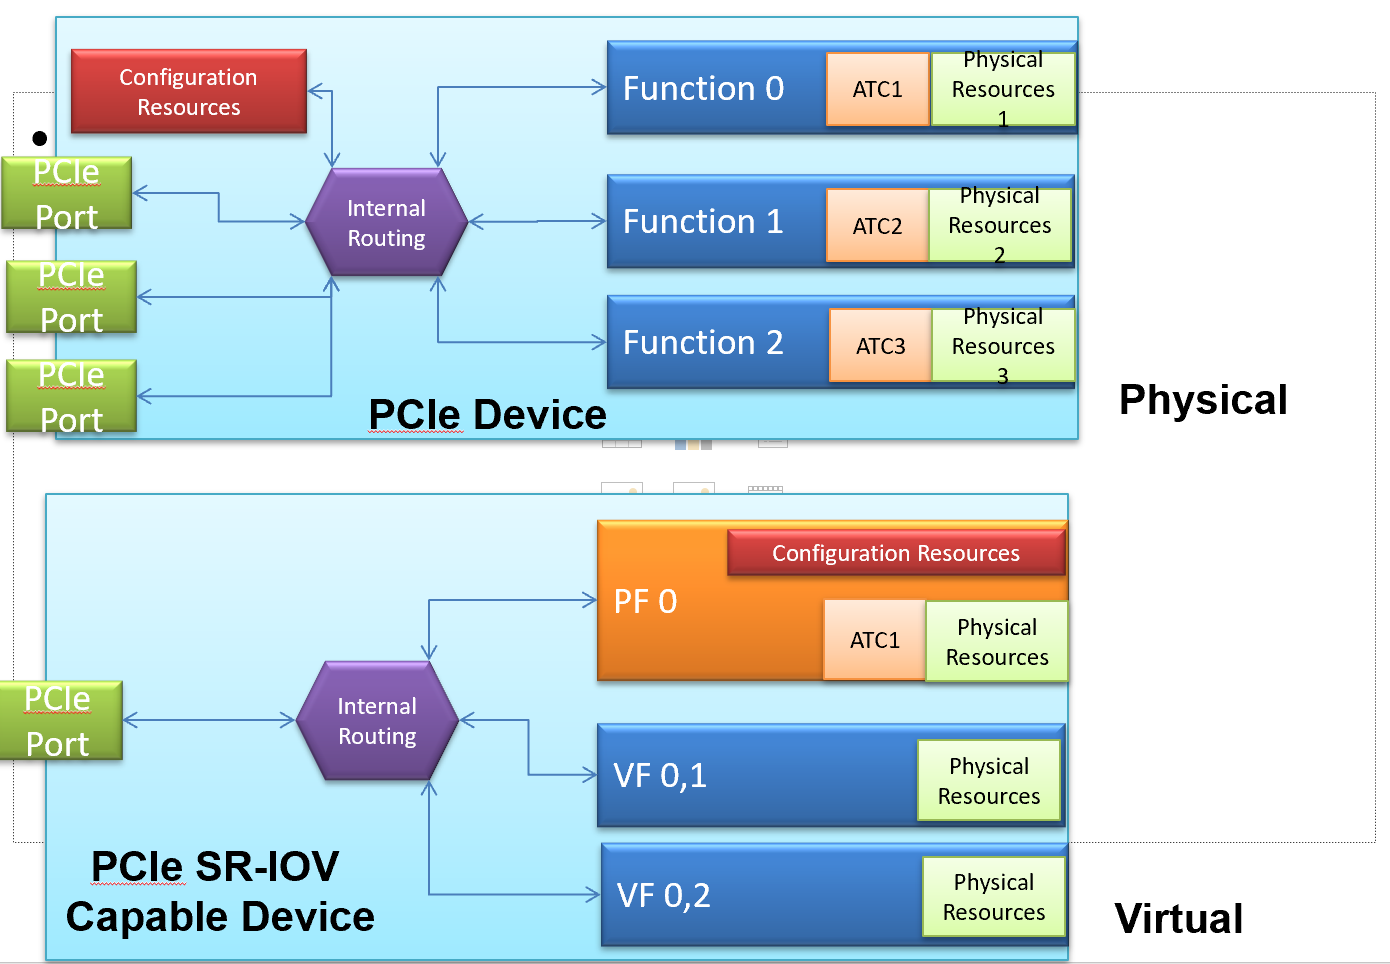 Configuration
Resources
Function 0
ATC1
Physical
Resources
1
PCIe
Port
Internal
Routing
Function 1
ATC2
Physical
Resources
2
PCIe
Port
Function 2
ATC3
Physical
Resources
3
PCIe
Port
PCIe Device
Physical
PF 0
Configuration Resources
ATC1
Physical
Resources
PCIe
Port
Internal
Routing
VF 0,1
Physical
Resources
PCIe SR-IOV
Capable Device
VF 0,2
Physical
Resources
Virtual